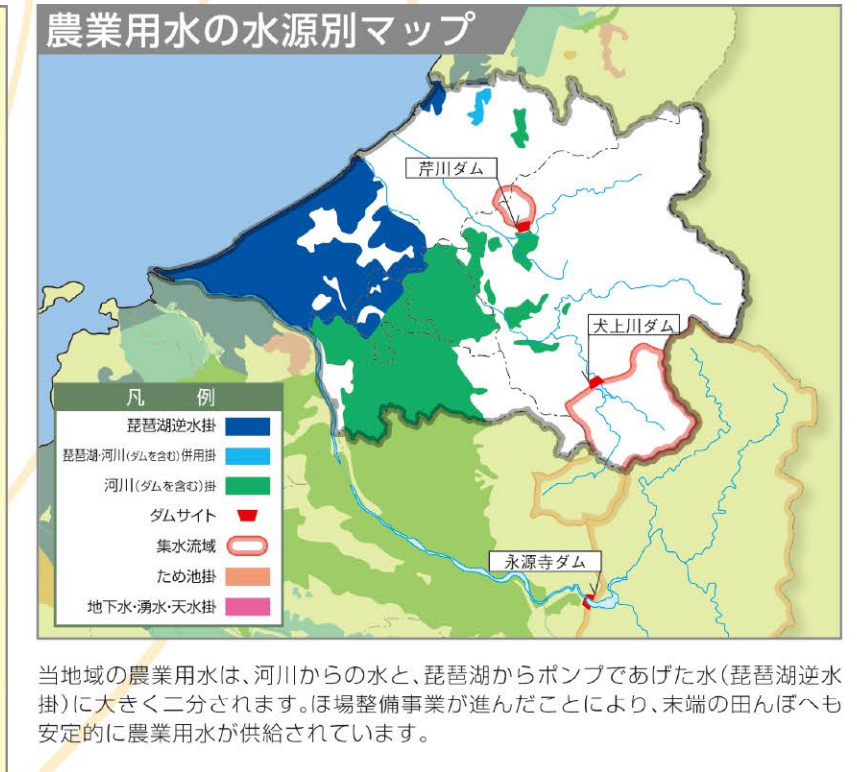 農業用水の水源別マップ
芹川ダム
犬上川ダム
凡 例
琵琶湖逆水掛
琵琶湖・河川(ダムを含む)併用掛
河川(ダムを含む)掛
ダムサイト
集水流域
ため池掛
地下水・湧水・天水掛
永源寺ダム
当地域の農業用水は、河川からの水と、琵琶湖からポンプであげた水(琵琶湖逆水
掛)に大きく二分されます。ほ場整備事業が進んだことにより、末端の田んぼへも
安定的に農業用水が供給されています。